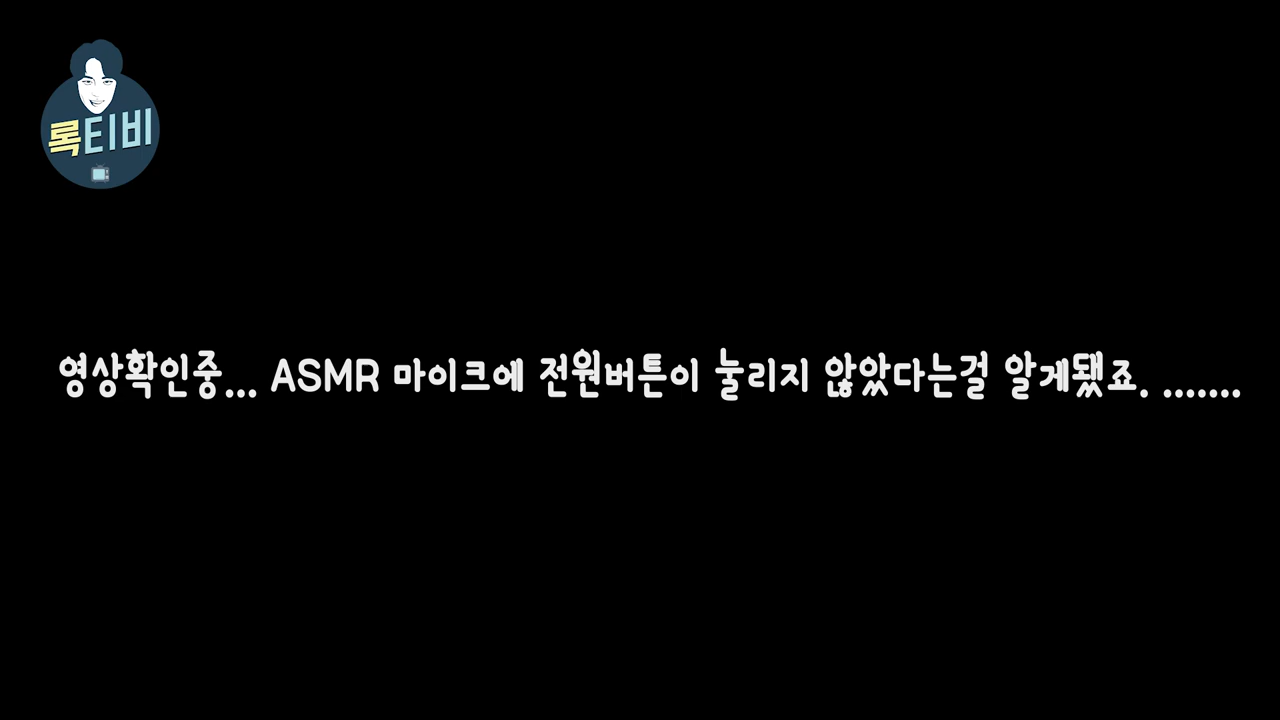 록티비
영상확인중... ASMR 마이크에 전원버튼이 눌리지 않았다는걸 알게됐죠. .......